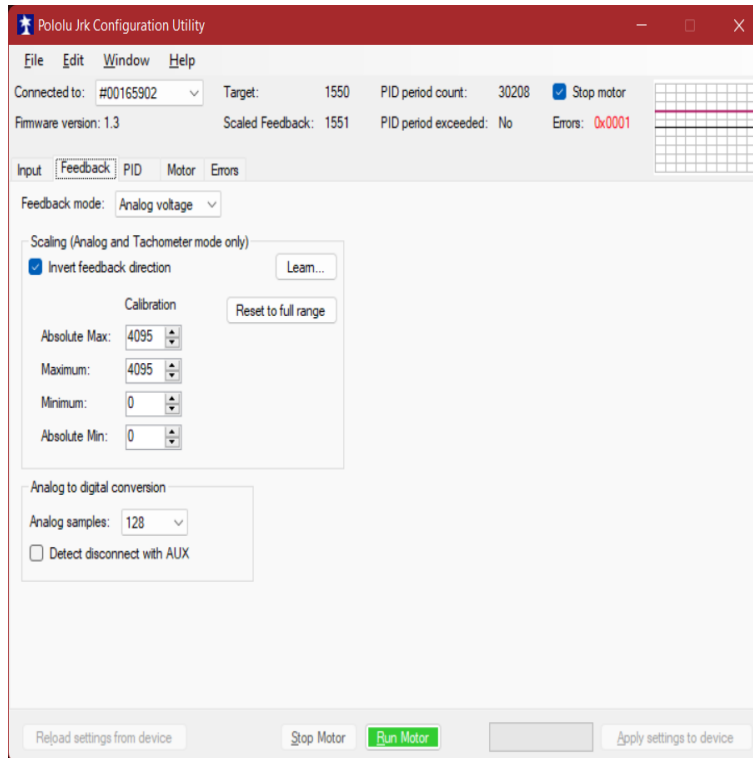 Pololu Jrk Configuration Utility
File Edit Window Help
Connected to: #00165902 Target: 1550 PID period count: 30208 Stop motor
Firmware version: 1.3 Scaled Feedback: 1551 PID period exceeded: No Errors: 0x0001
Input Feedback PID Motor Errors
Feedback mode: Analog voltage
Scaling (Analog and Tachometer mode only)
Invert feedback direction Learn...
Calibration Reset to full range
Absolute Max: 4095
Maximum: 4095
Minimum: 0
Absolute Min: 0
Analog to digital conversion
Analog samples: 128
Detect disconnect with AUX
Reload settings from device Stop Motor Run Motor Apply settings to device